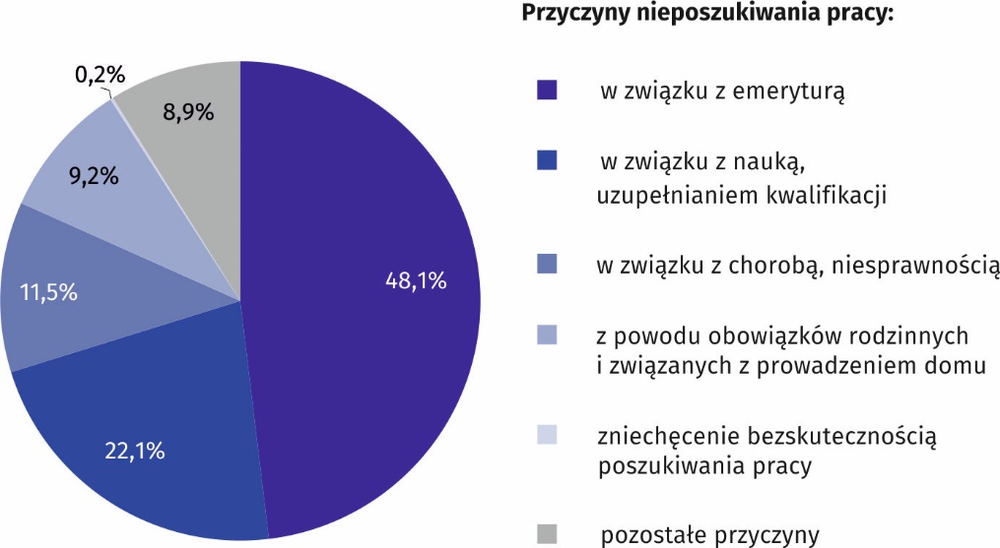 Przyczyny nieposzukiwania pracy:
0,2%
8,9%
9,2%
11,5%
22,1%
48,1%
w związku z emeryturą
w związku z nauką,
uzupełnianiem kwalifikacji
w związku z chorobą, niesprawnością
z powodu obowiązków rodzinnych
i związanych z prowadzeniem domu
zniechęcenie bezskutecznością
poszukiwania pracy
pozostałe przyczyny